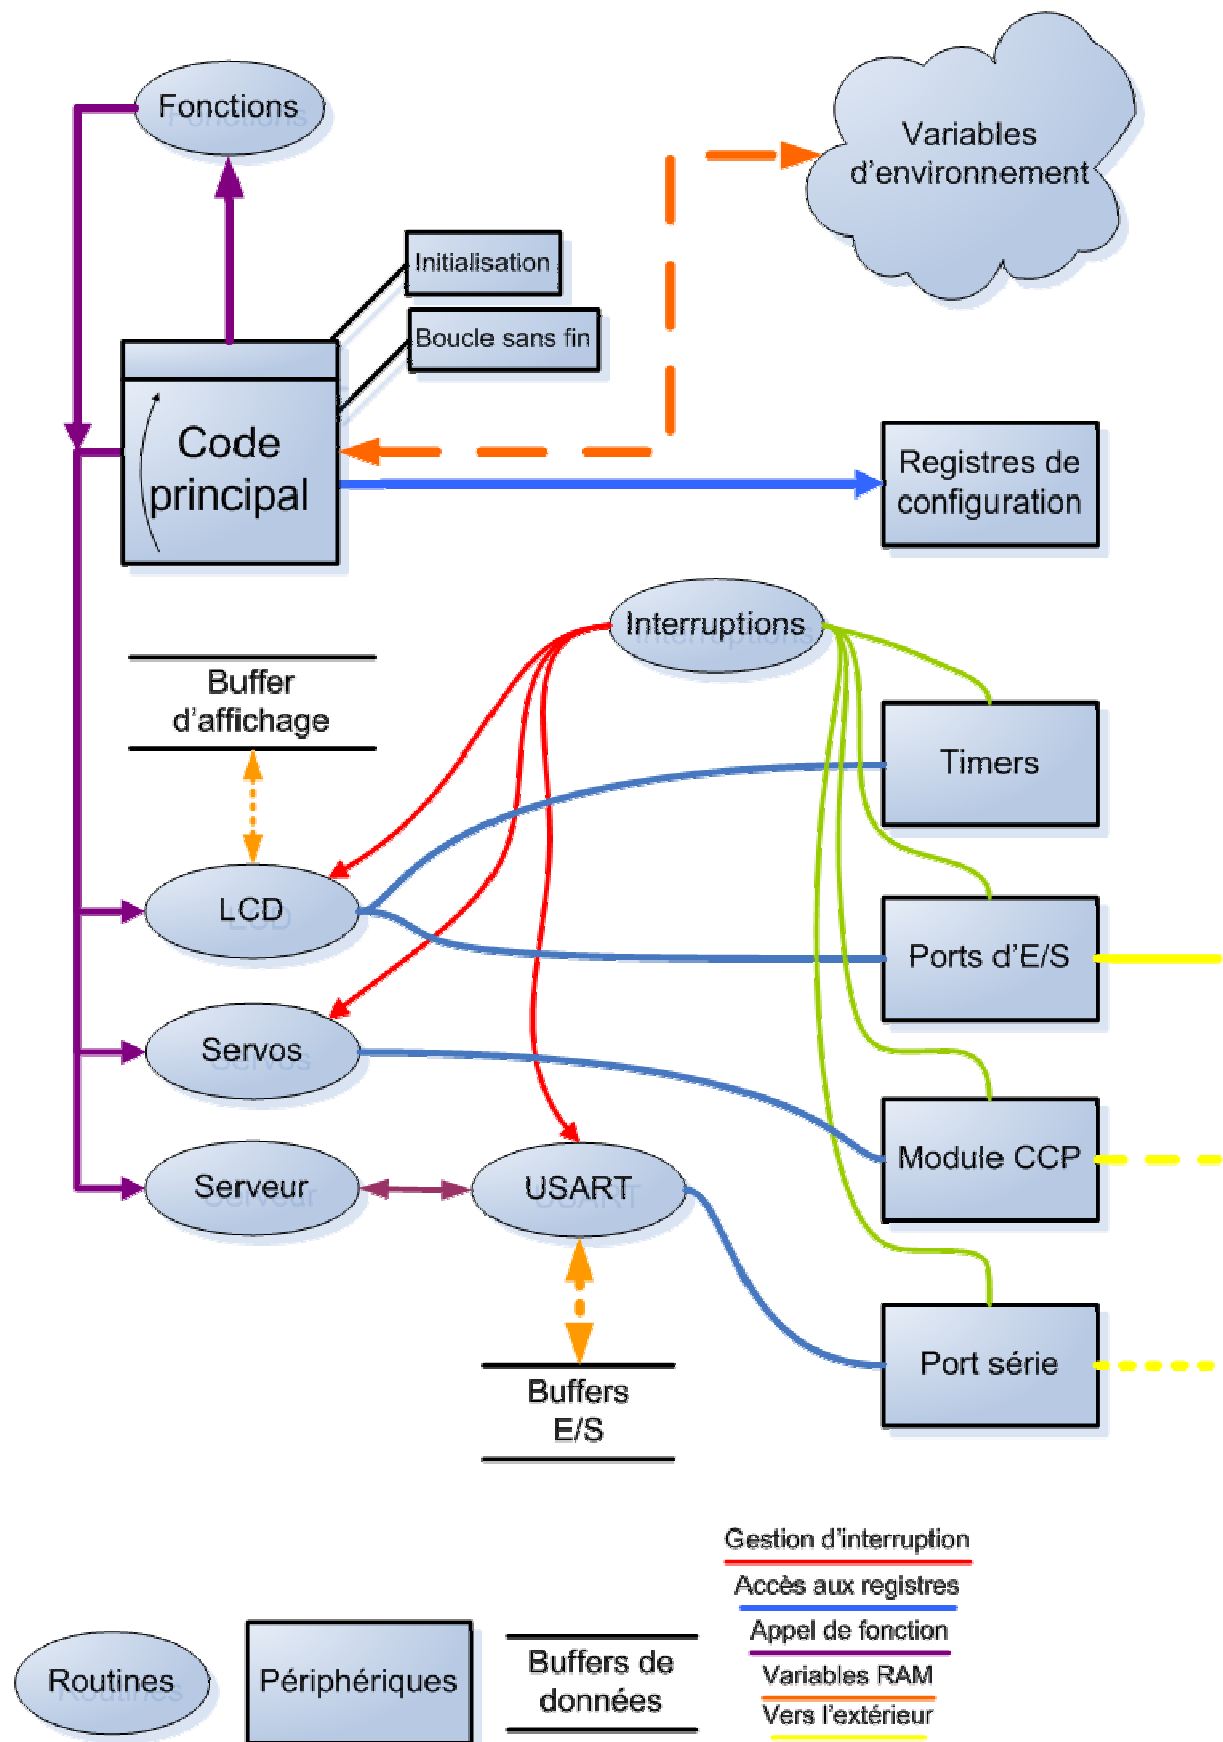 Fonctions
Variables
d'environnement
Initialisation
Boucle sans fin
Code
principal
Registres de
configuration
Interruptions
Buffer
d'affichage
Timers
LCD
Ports d'E/S
Servos
Module CCP
Serveur
USART
Port série
Buffers
E/S
Gestion d'interruption
Accès aux registres
Appel de fonction
Variables RAM
Vers l'extérieur
Routines
Périphériques
Buffers de
données